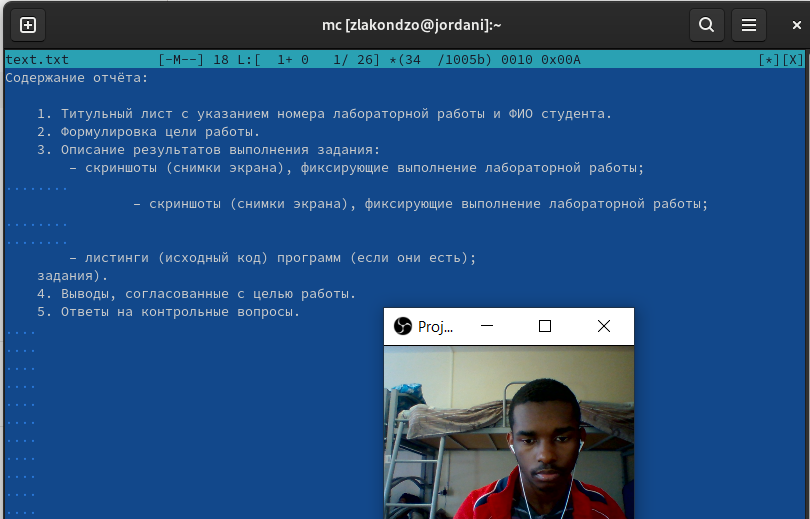 mc [zlakondzo@jordani]:~
text.txt [-M--] 18 L:[ 1+ 0 1/ 26] *(34 /1005b) 0010 0x00A [*][X]
Содержание отчёта:
1. Титульный лист с указанием номера лабораторной работы и ФИО студента.
2. Формулировка цели работы.
3. Описание результатов выполнения задания:
– скриншоты (снимки экрана), фиксирующие выполнение лабораторной работы;
– скриншоты (снимки экрана), фиксирующие выполнение лабораторной работы;
– листинги (исходный код) программ (если они есть);
задания).
4. Выводы, согласованные с целью работы.
5. Ответы на контрольные вопросы.
Proj...